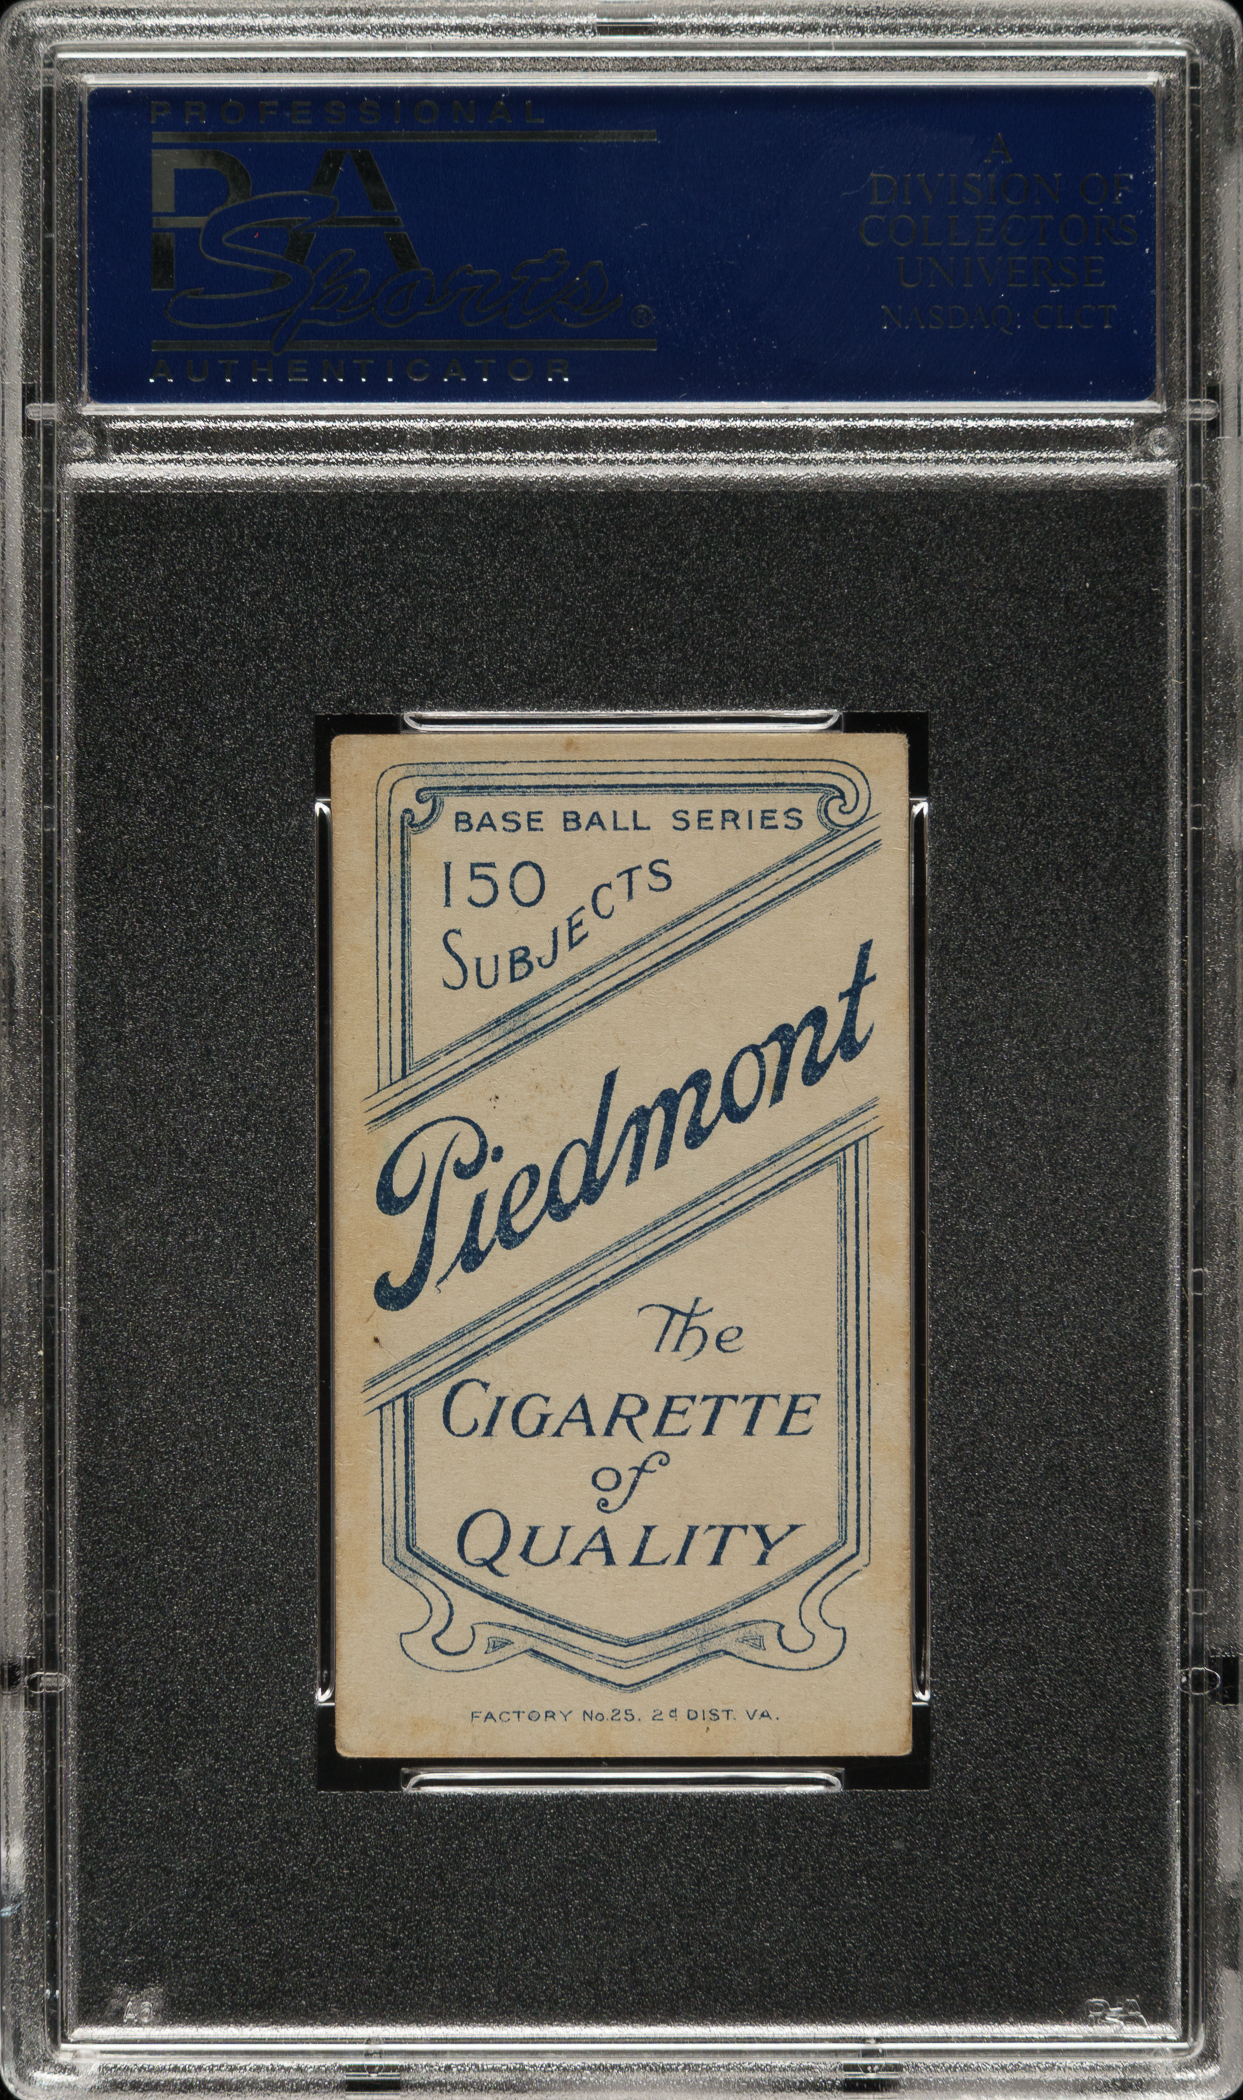 PROFESSIONAL
PSA
Sports®
AUTHENTICATOR
A
DIVISION OF
COLLECTORS
UNIVERSE
NASDAQ: CLCT
BASE BALL SERIES
150
SUBJECTS
Piedmont
The
CIGARETTE
of
QUALITY
FACTORY No. 25. 2d DIST. VA.
PSA